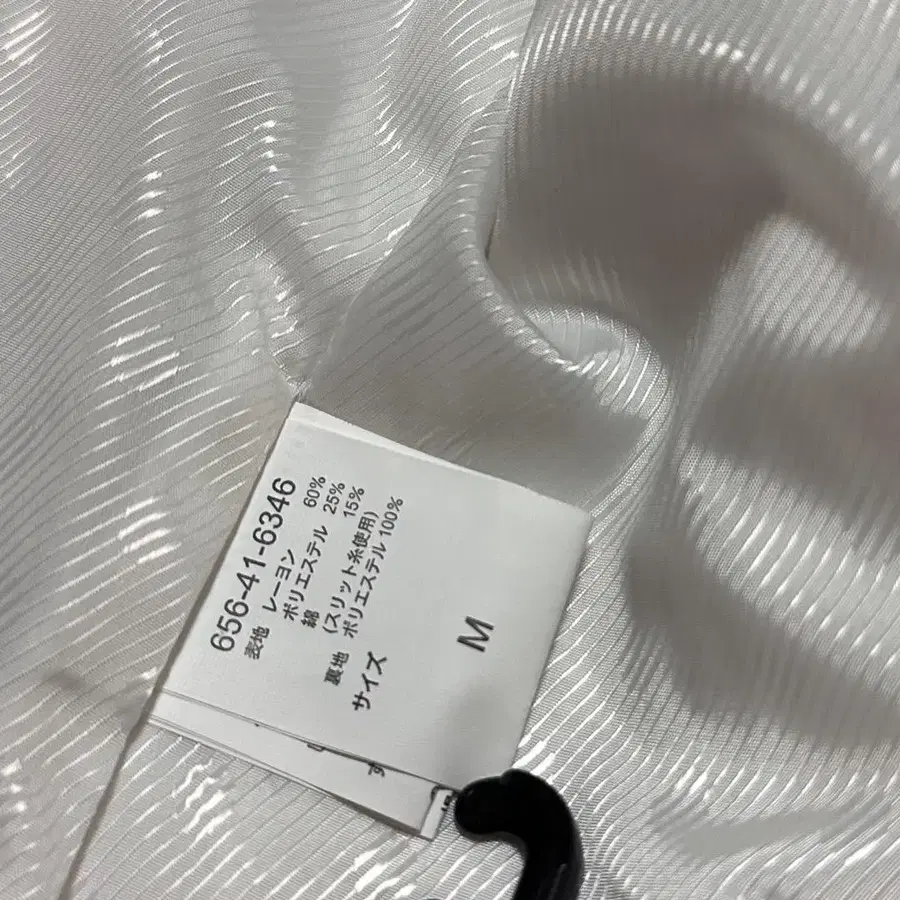 656-41-6346
表地 レーヨン 60%
ポリエステル 25%
綿 15%
(スリット糸使用)
裏地 ポリエステル 100%
サイズ M